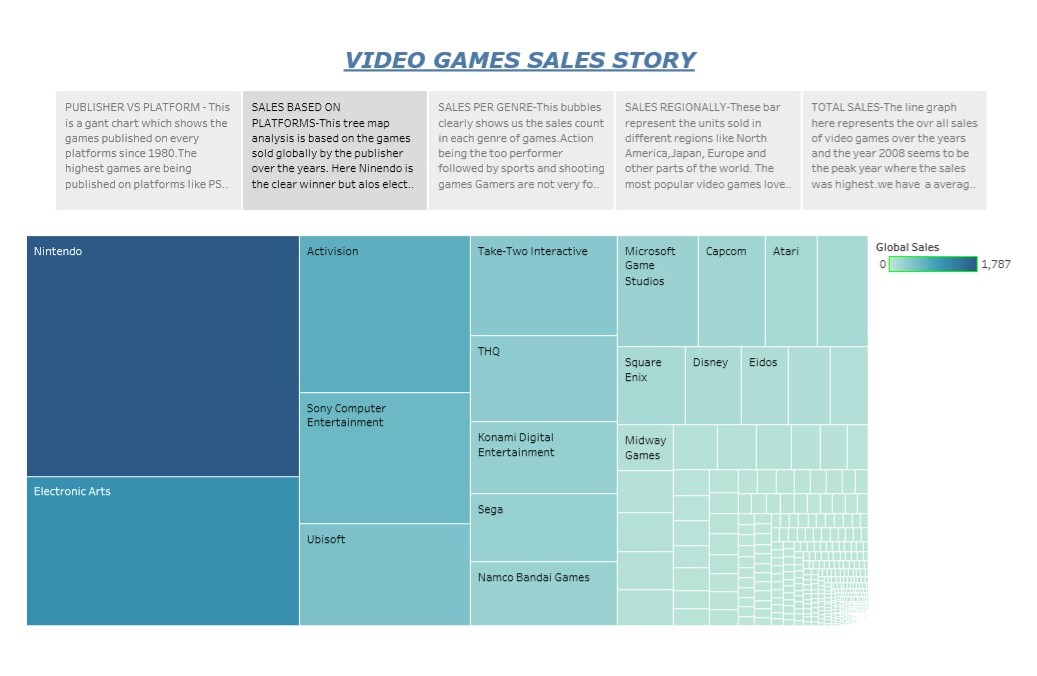 VIDEO GAMES SALES STORY
PUBLISHER VS PLATFORM - This
is a gant chart which shows the
games published on every
platforms since 1980.The
highest games are being
published on platforms like PS..
SALES BASED ON
PLATFORMS-This tree map
analysis is based on the games
sold globally by the publisher
over the years. Here Ninendo is
the clear winner but alos elect..
SALES PER GENRE-This bubbles
clearly shows us the sales count
in each genre of games.Action
being the too performer
followed by sports and shooting
games Gamers are not very fo..
SALES REGIONALLY-These bar
represent the units sold in
different regions like North
America,Japan, Europe and
other parts of the world. The
most popular video games love..
TOTAL SALES-The line graph
here represents the ovr all sales
of video games over the years
and the year 2008 seems to be
the peak year where the sales
was highest.we have  a averag..
Nintendo
Electronic Arts
Activision
Sony Computer
Entertainment
Ubisoft
Take-Two Interactive
THQ
Konami Digital
Entertainment
Sega
Namco Bandai Games
Microsoft
Game
Studios
Capcom
Atari
Square
Enix
Disney
Eidos
Midway
Games
Global Sales
0
1,787